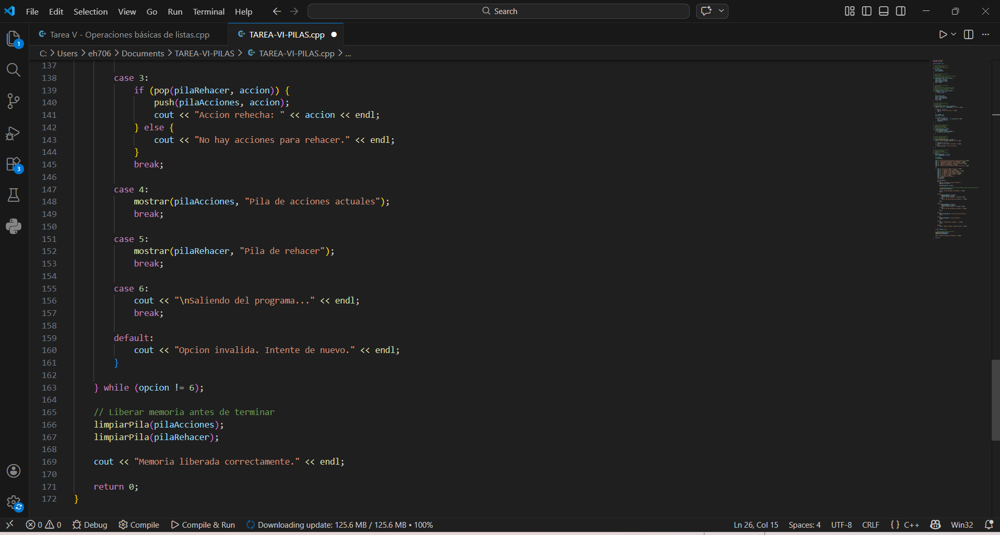 File Edit Selection View Go Run Terminal Help Search
Tarea V - Operaciones básicas de listas.cpp TAREA-VI-PILAS.cpp
C: > Users > eh706 > Documents > TAREA-VI-PILAS > TAREA-VI-PILAS.cpp > ...
137
138 case 3:
139 if (pop(pilaRehacer, accion)) {
140 push(pilaAcciones, accion);
141 cout << "Accion rehecha: " << accion << endl;
142 } else {
143 cout << "No hay acciones para rehacer." << endl;
144 }
145 break;
146
147 case 4:
148 mostrar(pilaAcciones, "Pila de acciones actuales");
149 break;
150
151 case 5:
152 mostrar(pilaRehacer, "Pila de rehacer");
153 break;
154
155 case 6:
156 cout << "\nSaliendo del programa..." << endl;
157 break;
158
159 default:
160 cout << "Opcion invalida. Intente de nuevo." << endl;
161 }
162
163 } while (opcion != 6);
164
165 // Liberar memoria antes de terminar
166 limpiarPila(pilaAcciones);
167 limpiarPila(pilaRehacer);
168
169 cout << "Memoria liberada correctamente." << endl;
170
171 return 0;
172 }
1
3
0 0 Debug Compile Compile & Run Downloading update: 125.6 MB / 125.6 MB • 100% Ln 26, Col 15 Spaces: 4 UTF-8 CRLF {} C++ Win32